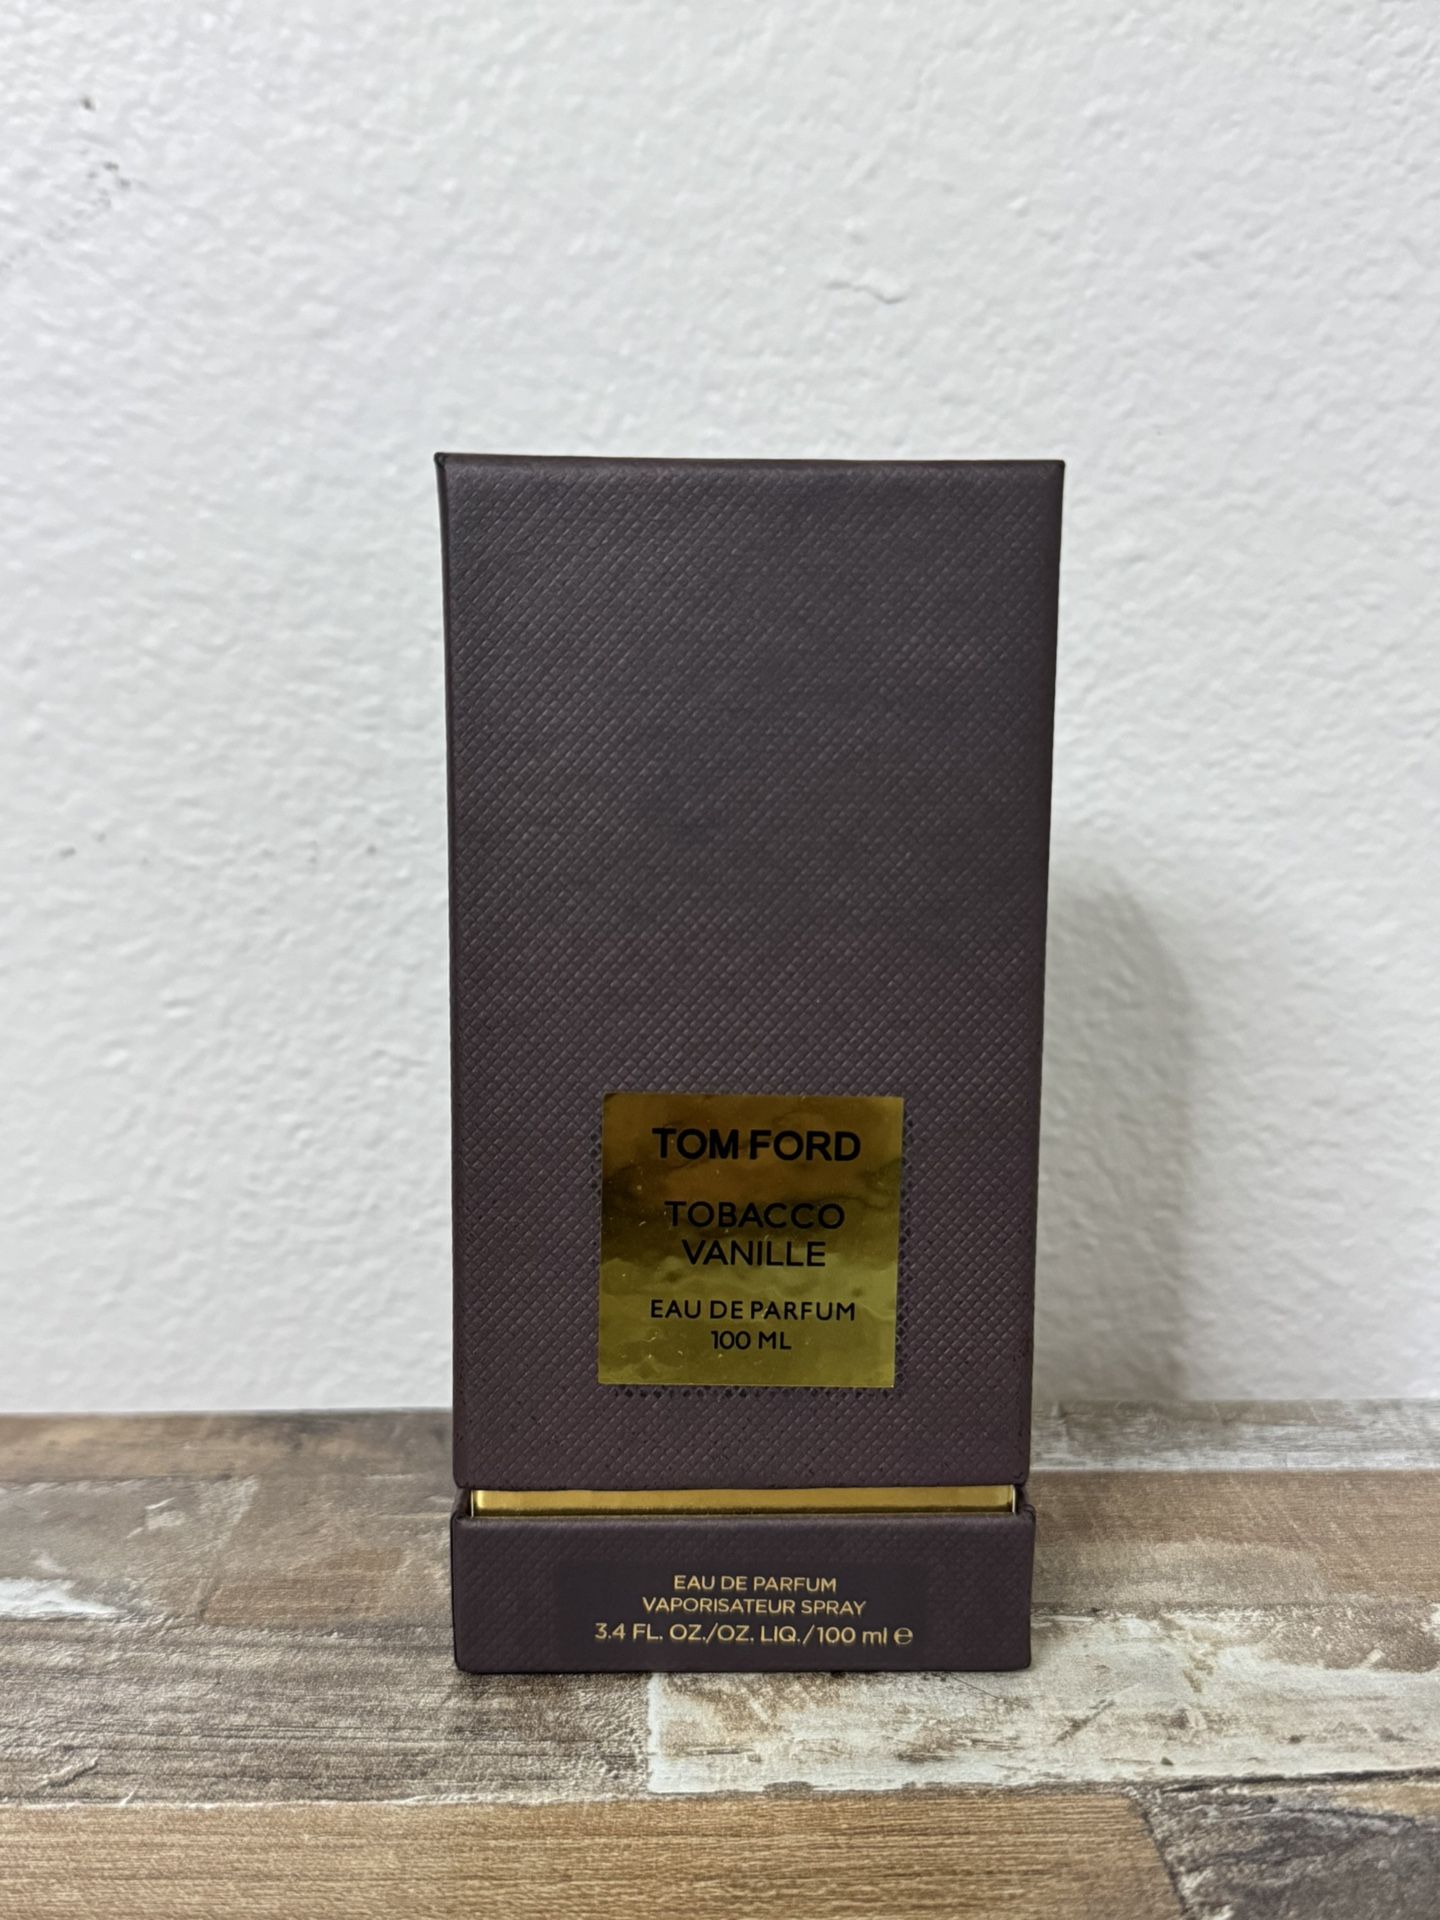 TOM FORD
TOBACCO
VANILLE
EAU DE PARFUM
100 ML
EAU DE PARFUM
VAPORISATEUR SPRAY
3.4 FL. OZ./OZ. LIQ./100 ml ℮